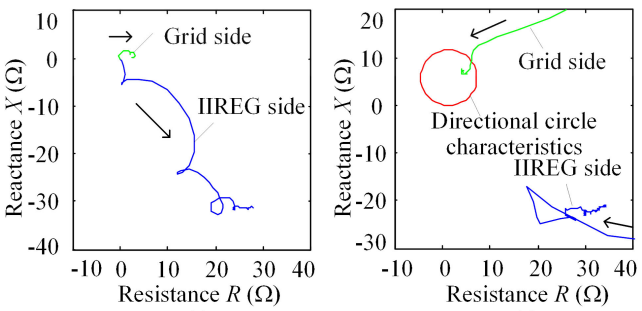 10
0
-10
-20
-30
-40
-10 0 10 20 30 40
Reactance X (Ω)
Resistance R (Ω)
Grid side
IIREG side
20
10
0
-10
-20
-30
-10 0 10 20 30 40
Reactance X (Ω)
Resistance R (Ω)
Grid side
Directional circle
characteristics
IIREG side